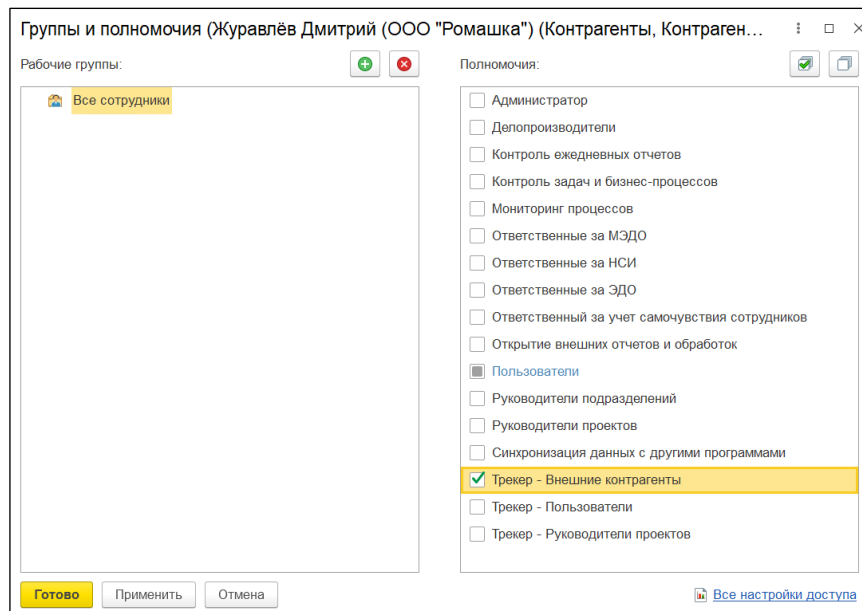 Группы и полномочия (Журавлёв Дмитрий (ООО "Ромашка") (Контрагенты, Контраген...
Рабочие группы:
Полномочия:
Все сотрудники
Администратор
Делопроизводители
Контроль ежедневных отчетов
Контроль задач и бизнес-процессов
Мониторинг процессов
Ответственные за МЭДО
Ответственные за НСИ
Ответственные за ЭДО
Ответственный за учет самочувствия сотрудников
Открытие внешних отчетов и обработок
Пользователи
Руководители подразделений
Руководители проектов
Синхронизация данных с другими программами
Трекер - Внешние контрагенты
Трекер - Пользователи
Трекер - Руководители проектов
Готово
Применить
Отмена
Все настройки доступа